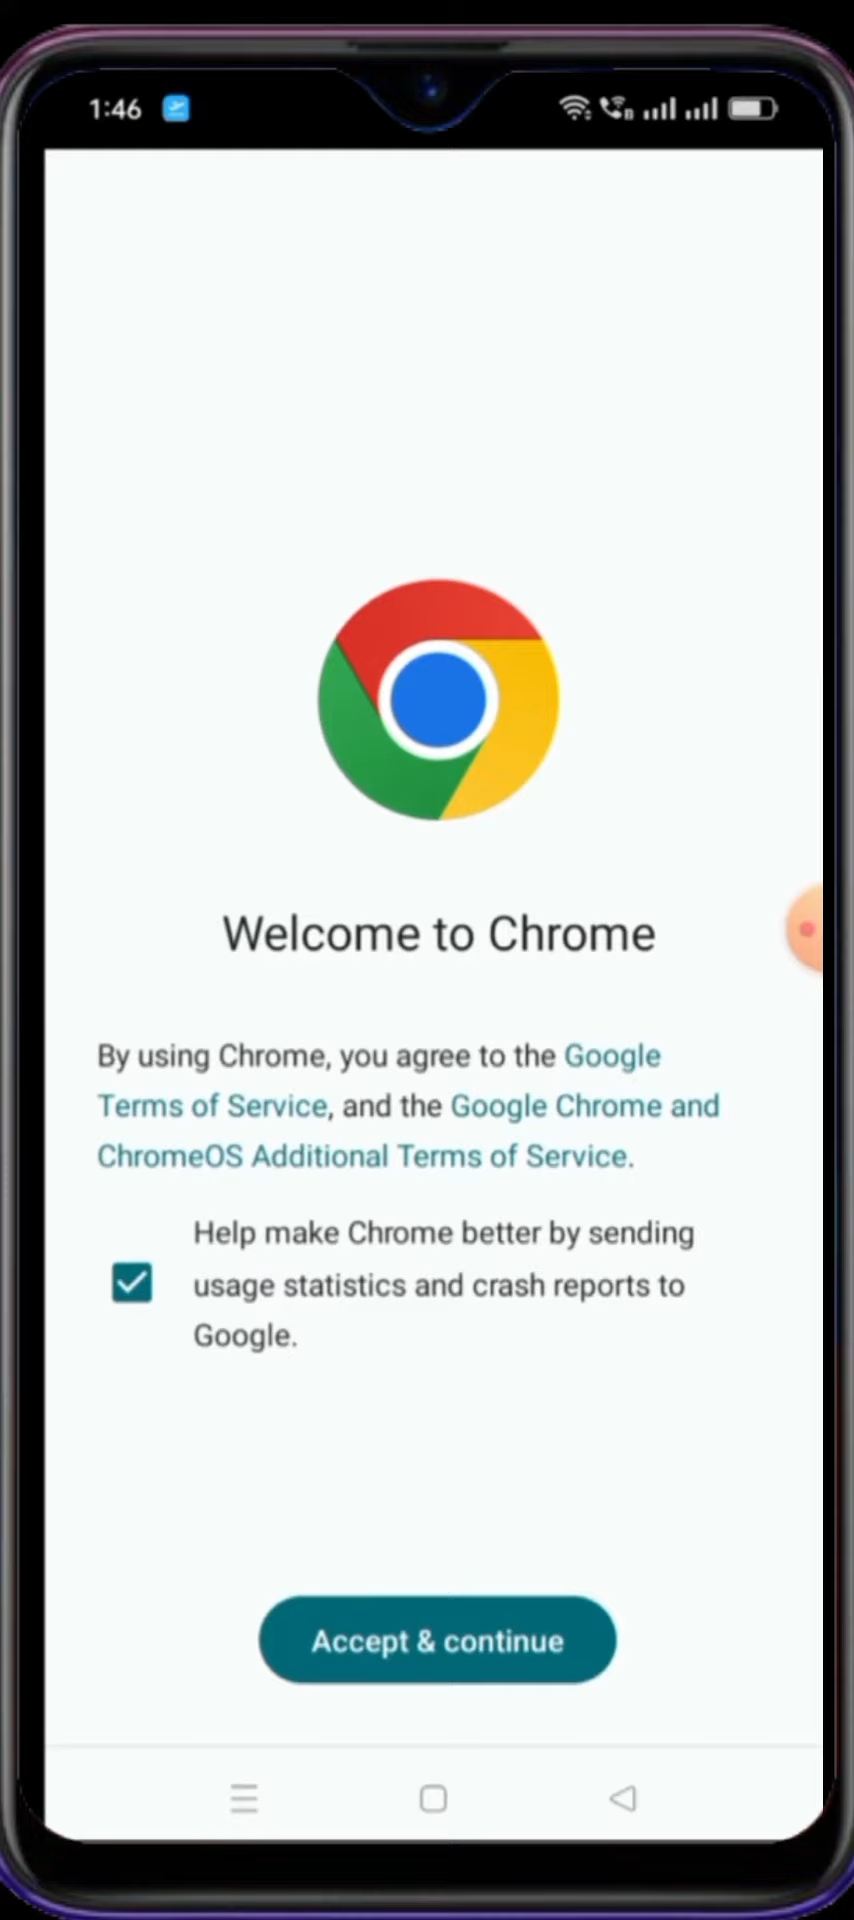 1:46
Welcome to Chrome
By using Chrome, you agree to the Google
Terms of Service, and the Google Chrome and
ChromeOS Additional Terms of Service.
Help make Chrome better by sending
usage statistics and crash reports to
Google.
Accept & continue